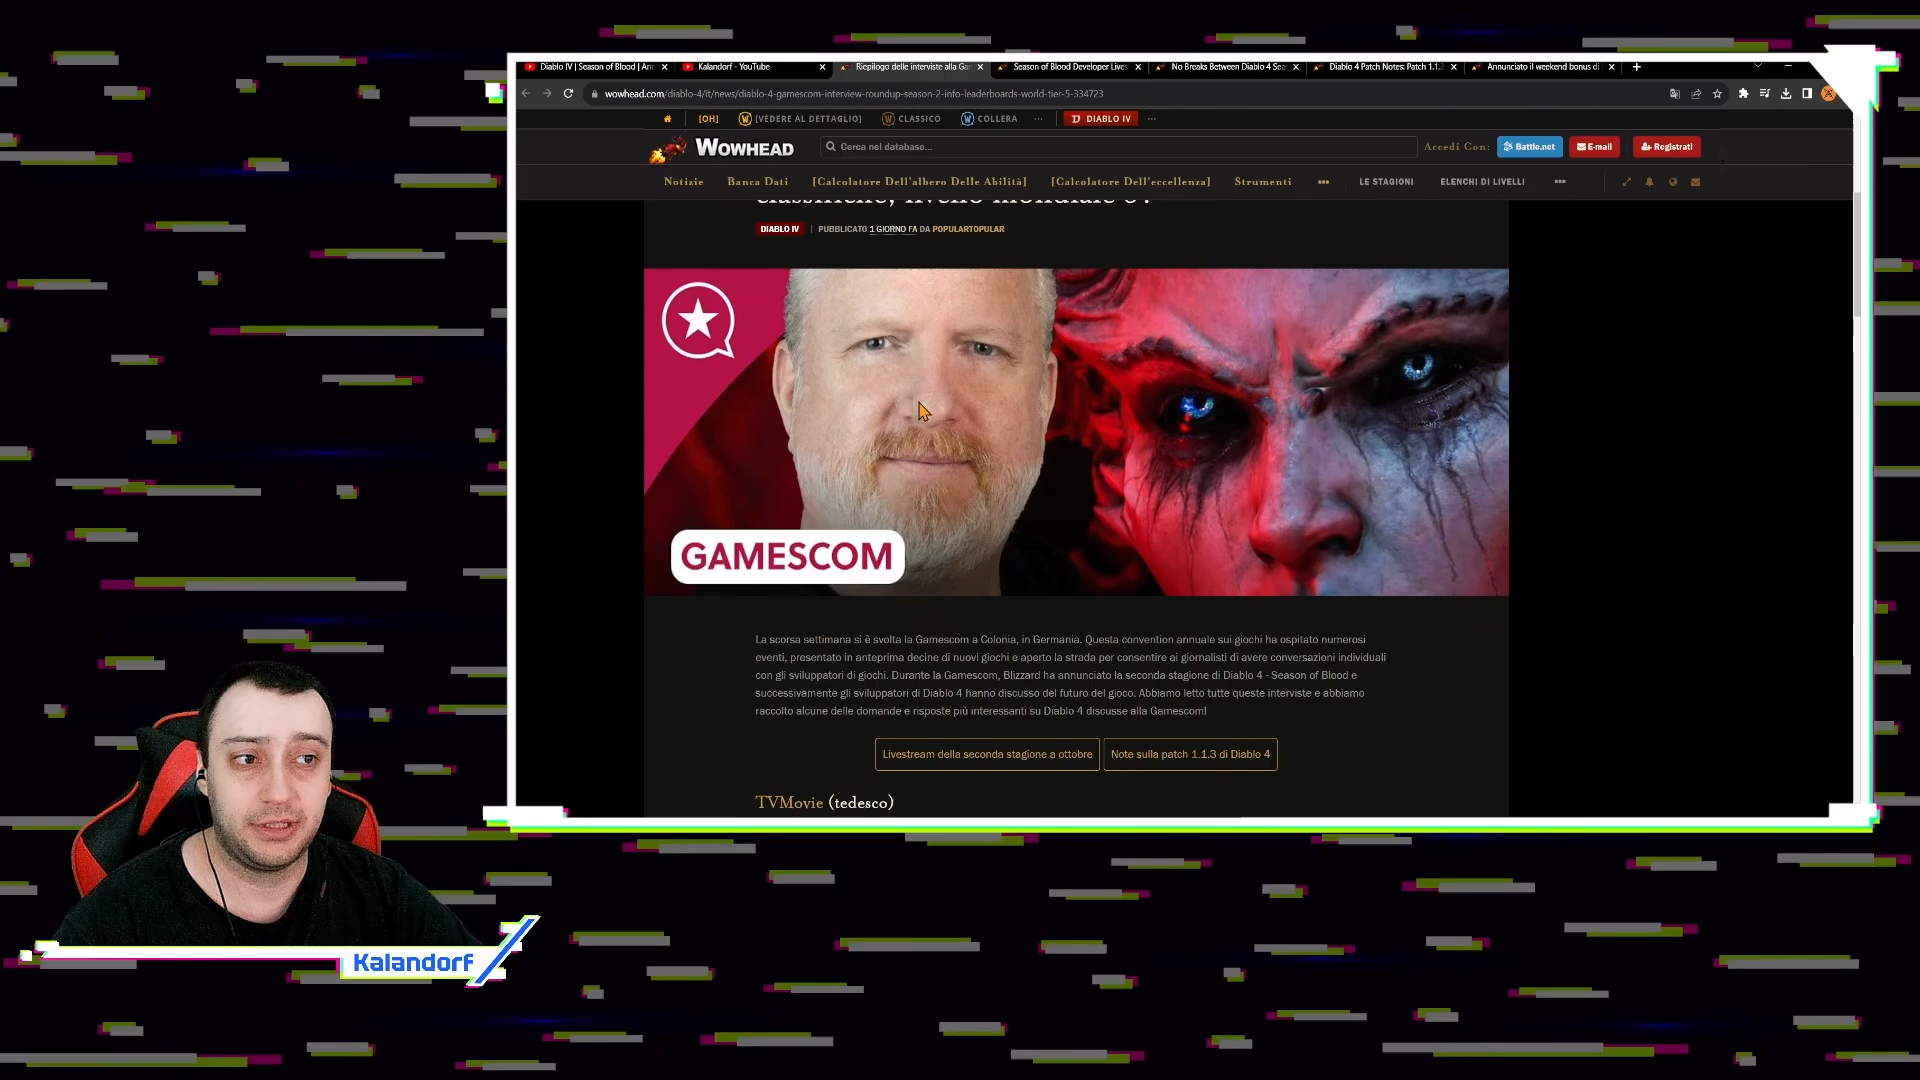 Diablo IV | Season of Blood | Ann
Kalandorf - YouTube
Riepilogo delle interviste alla Gam
Season of Blood Developer Lives
No Breaks Between Diablo 4 Sea
Diablo 4 Patch Notes: Patch 1.1.3
Annunciato il weekend bonus di
wowhead.com/diablo-4/it/news/diablo-4-gamescom-interview-roundup-season-2-info-leaderboards-world-tier-5-334723
[OH]
[VEDERE AL DETTAGLIO]
CLASSICO
COLLERA
DIABLO IV
WOWHEAD
Cerca nel database...
Accedi Con:
Battle.net
E-mail
Registrati
Notizie
Banca Dati
[Calcolatore Dell'albero Delle Abilità]
[Calcolatore Dell'eccellenza]
Strumenti
LE STAGIONI
ELENCHI DI LIVELLI
classifiche, livello mondiale 5?
DIABLO IV | PUBBLICATO 1 GIORNO FA DA POPULARTOPULAR
GAMESCOM
La scorsa settimana si è svolta la Gamescom a Colonia, in Germania. Questa convention annuale sui giochi ha ospitato numerosi
eventi, presentato in anteprima decine di nuovi giochi e aperto la strada per consentire ai giornalisti di avere conversazioni individuali
con gli sviluppatori di giochi. Durante la Gamescom, Blizzard ha annunciato la seconda stagione di Diablo 4 - Season of Blood e
successivamente gli sviluppatori di Diablo 4 hanno discusso del futuro del gioco. Abbiamo letto tutte queste interviste e abbiamo
raccolto alcune delle domande e risposte più interessanti su Diablo 4 discusse alla Gamescom!
Livestream della seconda stagione a ottobre
Note sulla patch 1.1.3 di Diablo 4
TVMovie (tedesco)
Kalandorf